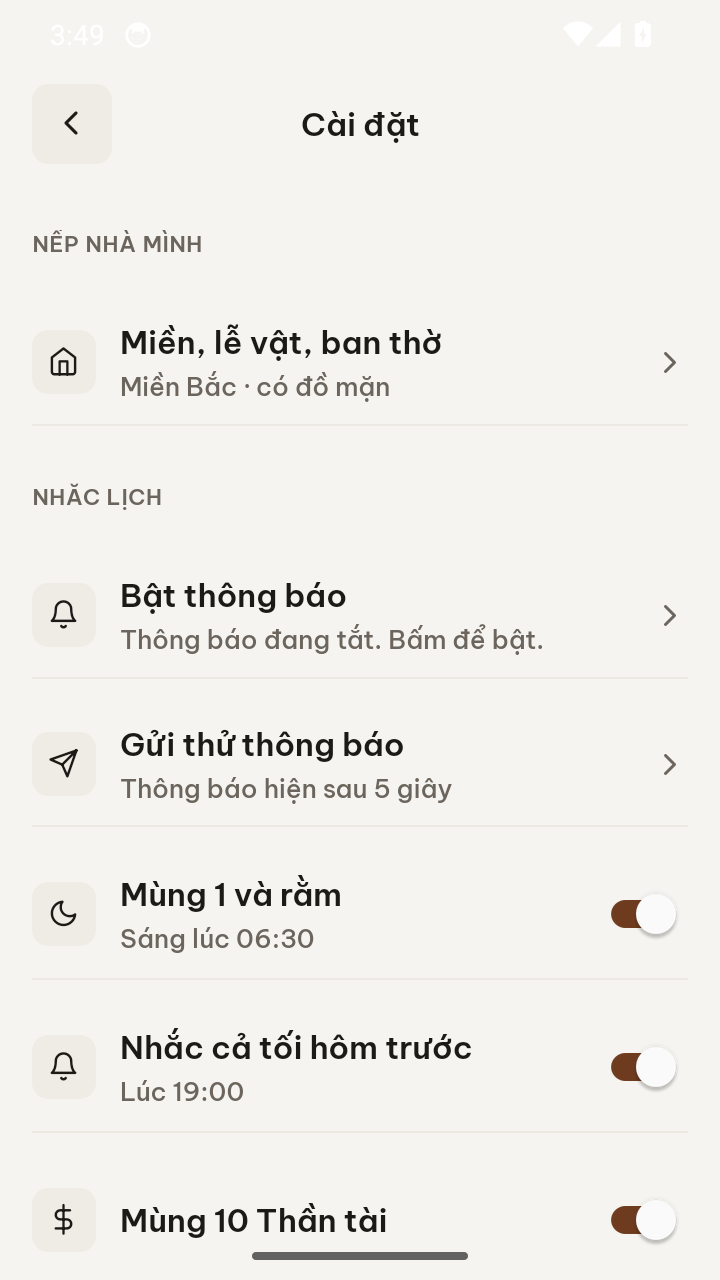 3:49
Cài đặt
NẾP NHÀ MÌNH
Miền, lễ vật, ban thờ
Miền Bắc · có đồ mặn
NHẮC LỊCH
Bật thông báo
Thông báo đang tắt. Bấm để bật.
Gửi thử thông báo
Thông báo hiện sau 5 giây
Mùng 1 và rằm
Sáng lúc 06:30
Nhắc cả tối hôm trước
Lúc 19:00
Mùng 10 Thần tài